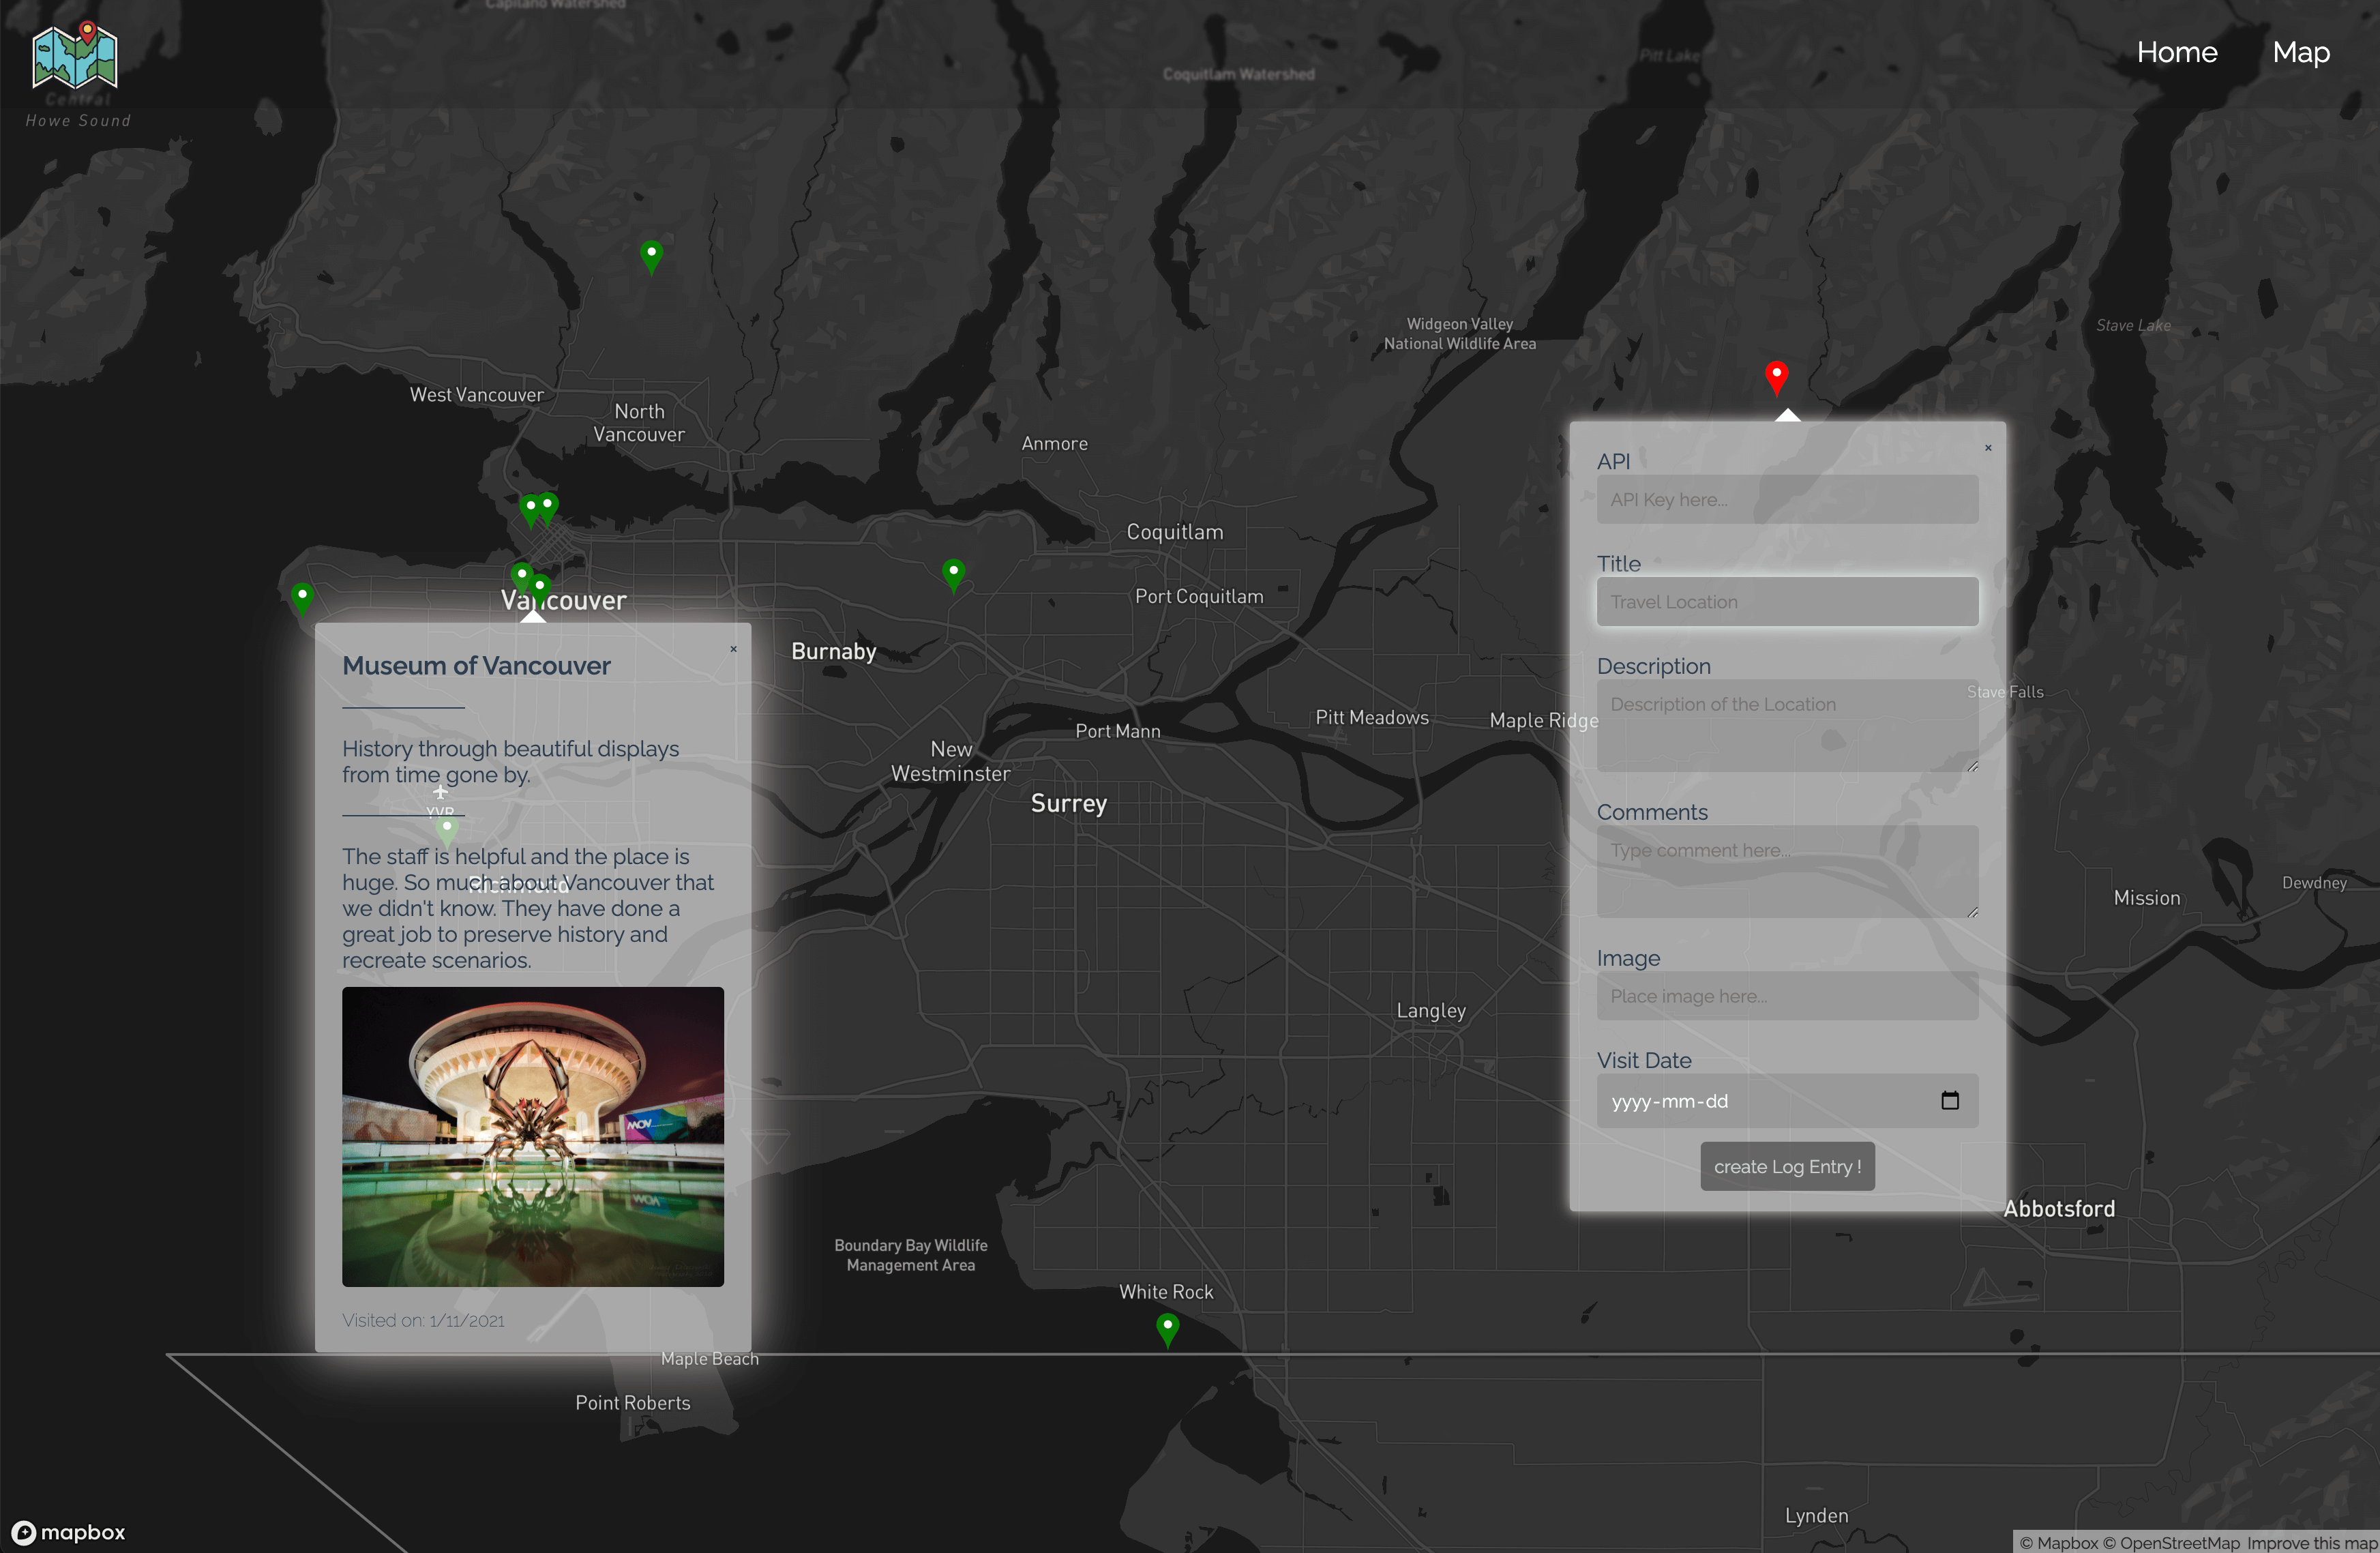 Capilano Watershed
Home
Map
Pitt Lake
Coquitlam Watershed
Central
Howe Sound
Widgeon Valley
National Wildlife Area
Stave Lake
West Vancouver
North
Vancouver
Anmore
Coquitlam
Port Coquitlam
Vancouver
Burnaby
Pitt Meadows
Maple Ridge
Port Mann
New
Westminster
Surrey
Stave Falls
Dewdney
Mission
Langley
Abbotsford
Boundary Bay Wildlife
Management Area
White Rock
Maple Beach
Point Roberts
Lynden
×
Museum of Vancouver
History through beautiful displays
from time gone by.
YVR
The staff is helpful and the place is
huge. So much about Vancouver that
Richmond
we didn't know. They have done a
great job to preserve history and
recreate scenarios.
MOV
Visited on: 1/11/2021
×
API
API Key here...
Title
Travel Location
Description
Description of the Location
Comments
Type comment here...
Image
Place image here...
Visit Date
yyyy-mm-dd
create Log Entry !
mapbox
© Mapbox © OpenStreetMap Improve this map